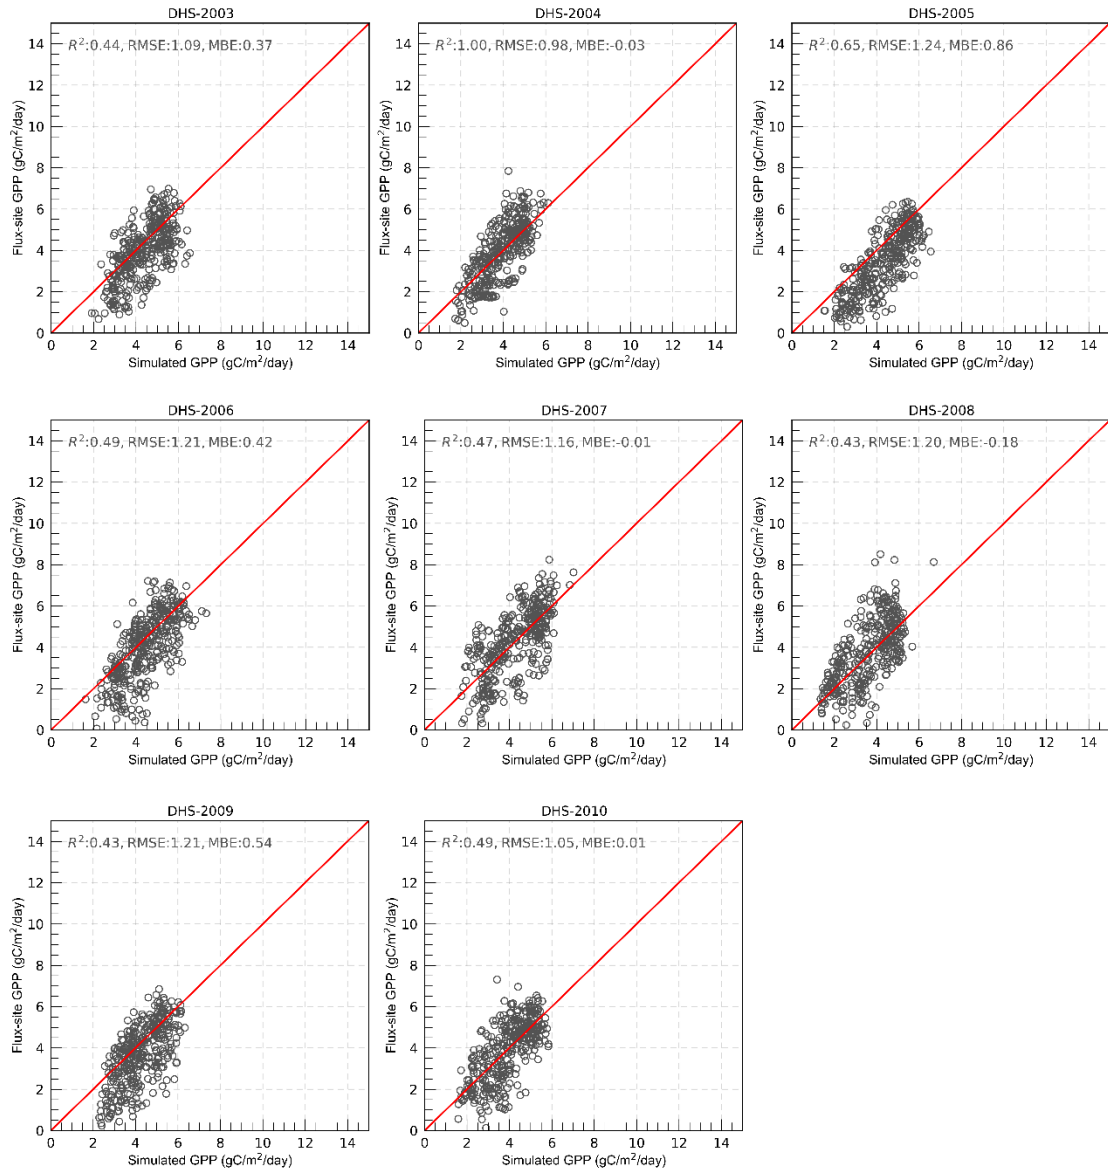 DHS-2003
R²:0.44, RMSE:1.09, MBE:0.37
14
12
10
8
6
4
2
0
Flux-site GPP (gC/m²/day)
0 2 4 6 8 10 12 14
Simulated GPP (gC/m²/day)
DHS-2004
R²:1.00, RMSE:0.98, MBE:-0.03
14
12
10
8
6
4
2
0
Flux-site GPP (gC/m²/day)
0 2 4 6 8 10 12 14
Simulated GPP (gC/m²/day)
DHS-2005
R²:0.65, RMSE:1.24, MBE:0.86
14
12
10
8
6
4
2
0
Flux-site GPP (gC/m²/day)
0 2 4 6 8 10 12 14
Simulated GPP (gC/m²/day)
DHS-2006
R²:0.49, RMSE:1.21, MBE:0.42
14
12
10
8
6
4
2
0
Flux-site GPP (gC/m²/day)
0 2 4 6 8 10 12 14
Simulated GPP (gC/m²/day)
DHS-2007
R²:0.47, RMSE:1.16, MBE:-0.01
14
12
10
8
6
4
2
0
Flux-site GPP (gC/m²/day)
0 2 4 6 8 10 12 14
Simulated GPP (gC/m²/day)
DHS-2008
R²:0.43, RMSE:1.20, MBE:-0.18
14
12
10
8
6
4
2
0
Flux-site GPP (gC/m²/day)
0 2 4 6 8 10 12 14
Simulated GPP (gC/m²/day)
DHS-2009
R²:0.43, RMSE:1.21, MBE:0.54
14
12
10
8
6
4
2
0
Flux-site GPP (gC/m²/day)
0 2 4 6 8 10 12 14
Simulated GPP (gC/m²/day)
DHS-2010
R²:0.49, RMSE:1.05, MBE:0.01
14
12
10
8
6
4
2
0
Flux-site GPP (gC/m²/day)
0 2 4 6 8 10 12 14
Simulated GPP (gC/m²/day)